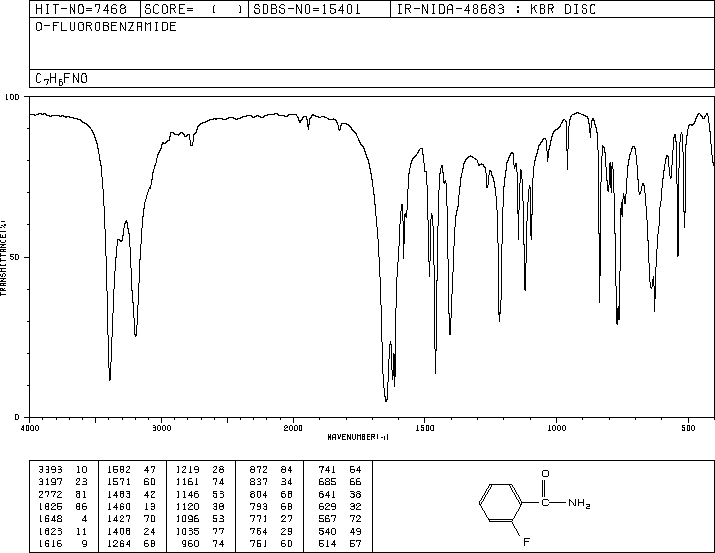 HIT-NO=7468 SCORE= ( ) SDBS-NO=15401 IR-NIDA-48683 : KBR DISC
O-FLUOROBENZAMIDE
C7H6FNO
100
50
0
TRANSMITTANCE(%)
4000 3000 2000 1500 1000 500
WAVENUMBER(-1)
3393 10 1582 47 1219 28 872 84 741 64
3197 23 1571 60 1161 74 837 34 685 66
2772 81 1483 42 1146 53 804 68 641 38
1825 86 1460 13 1120 38 793 68 629 32
1648 4 1427 70 1096 53 771 27 567 72
1623 11 1408 24 1035 77 764 29 540 49
1616 9 1264 68 960 74 751 60 514 57
O
C
NH2
F